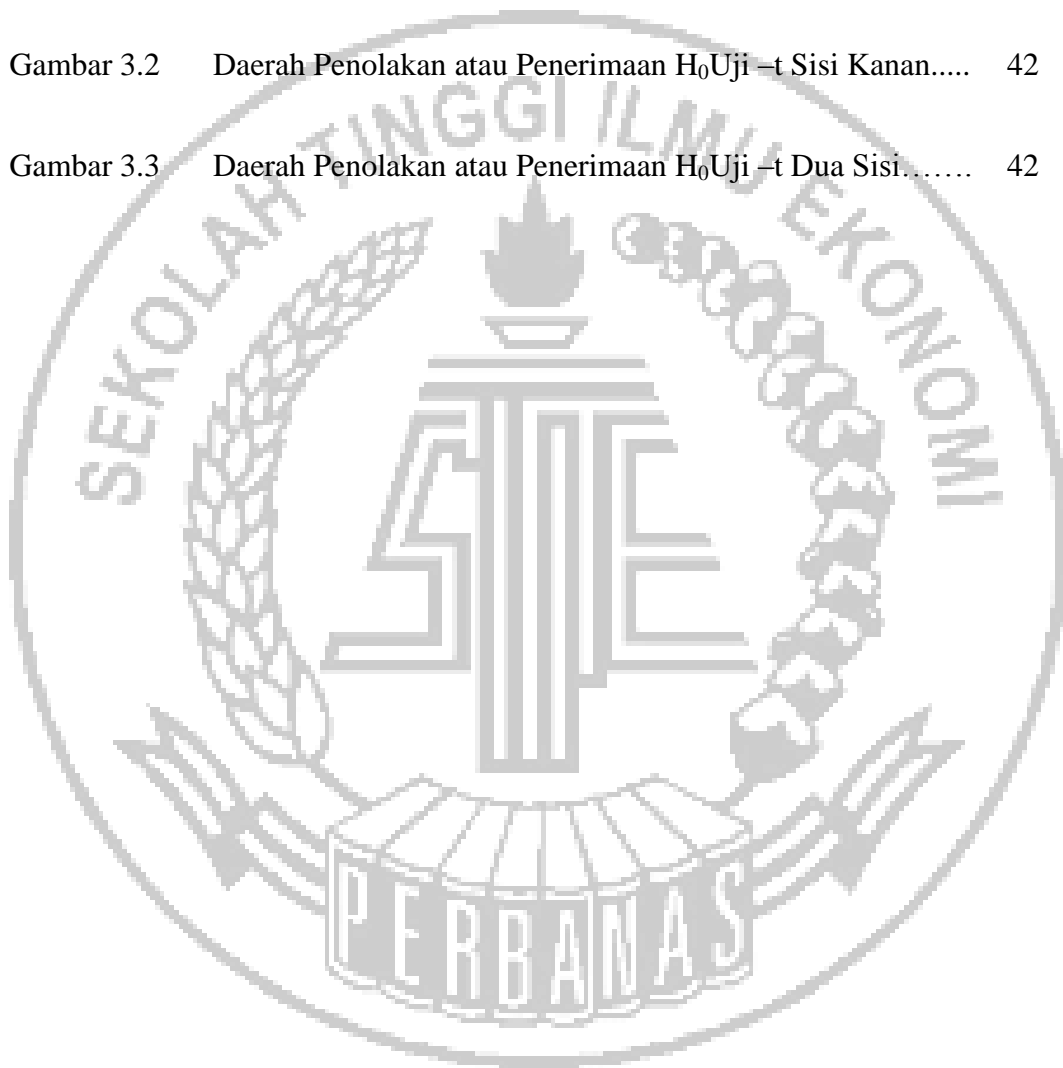 Gambar 3.2 Daerah Penolakan atau Penerimaan H₀Uji –t Sisi Kanan..... 42
Gambar 3.3 Daerah Penolakan atau Penerimaan H₀Uji –t Dua Sisi....... 42
SEKOLAH TINGGI ILMU EKONOMI
STIE
PERBANAS